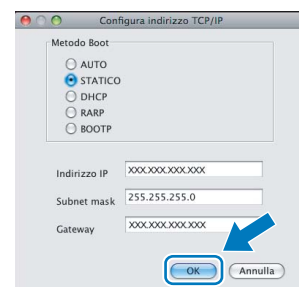 Configura indirizzo TCP/IP
Metodo Boot
AUTO
STATICO
DHCP
RARP
BOOTP
Indirizzo IP XXX.XXX.XXX.XXX
Subnet mask 255.255.255.0
Gateway XXX.XXX.XXX.XXX
OK Annulla